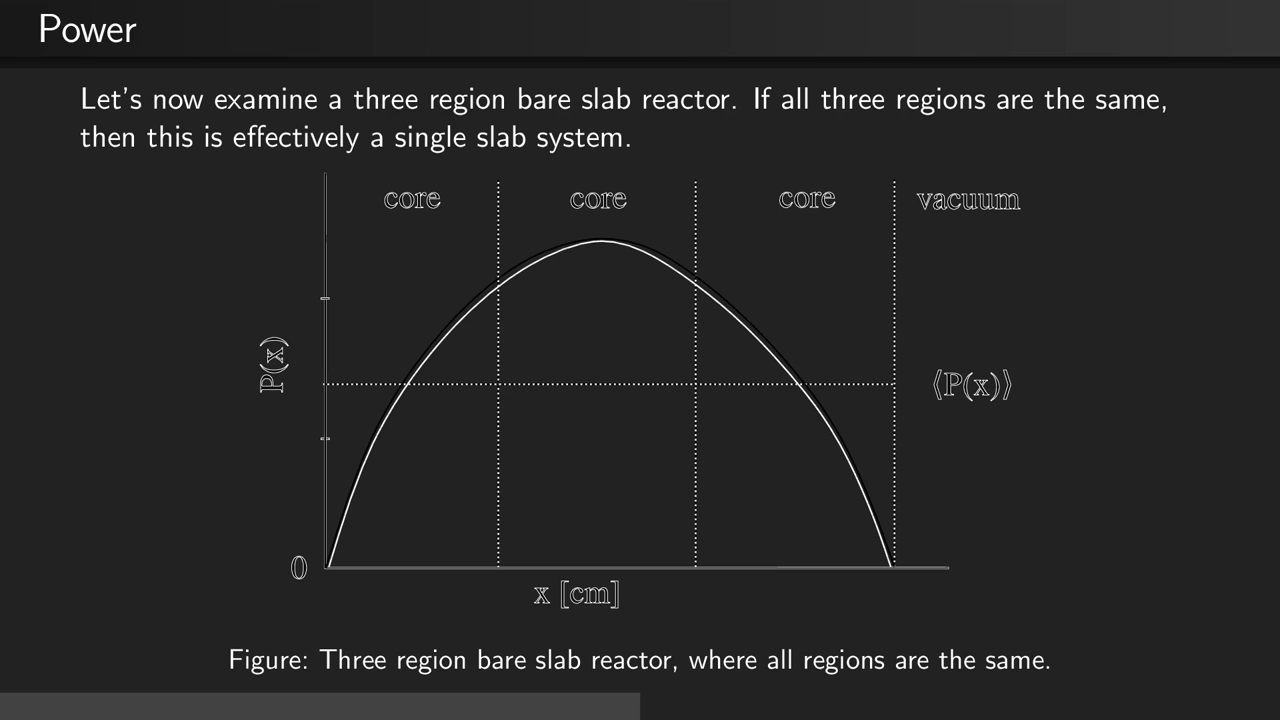 Power
Let's now examine a three region bare slab reactor. If all three regions are the same,
then this is effectively a single slab system.
core core core vacuum
P(x)
⟨P(x)⟩
0
x [cm]
Figure: Three region bare slab reactor, where all regions are the same.